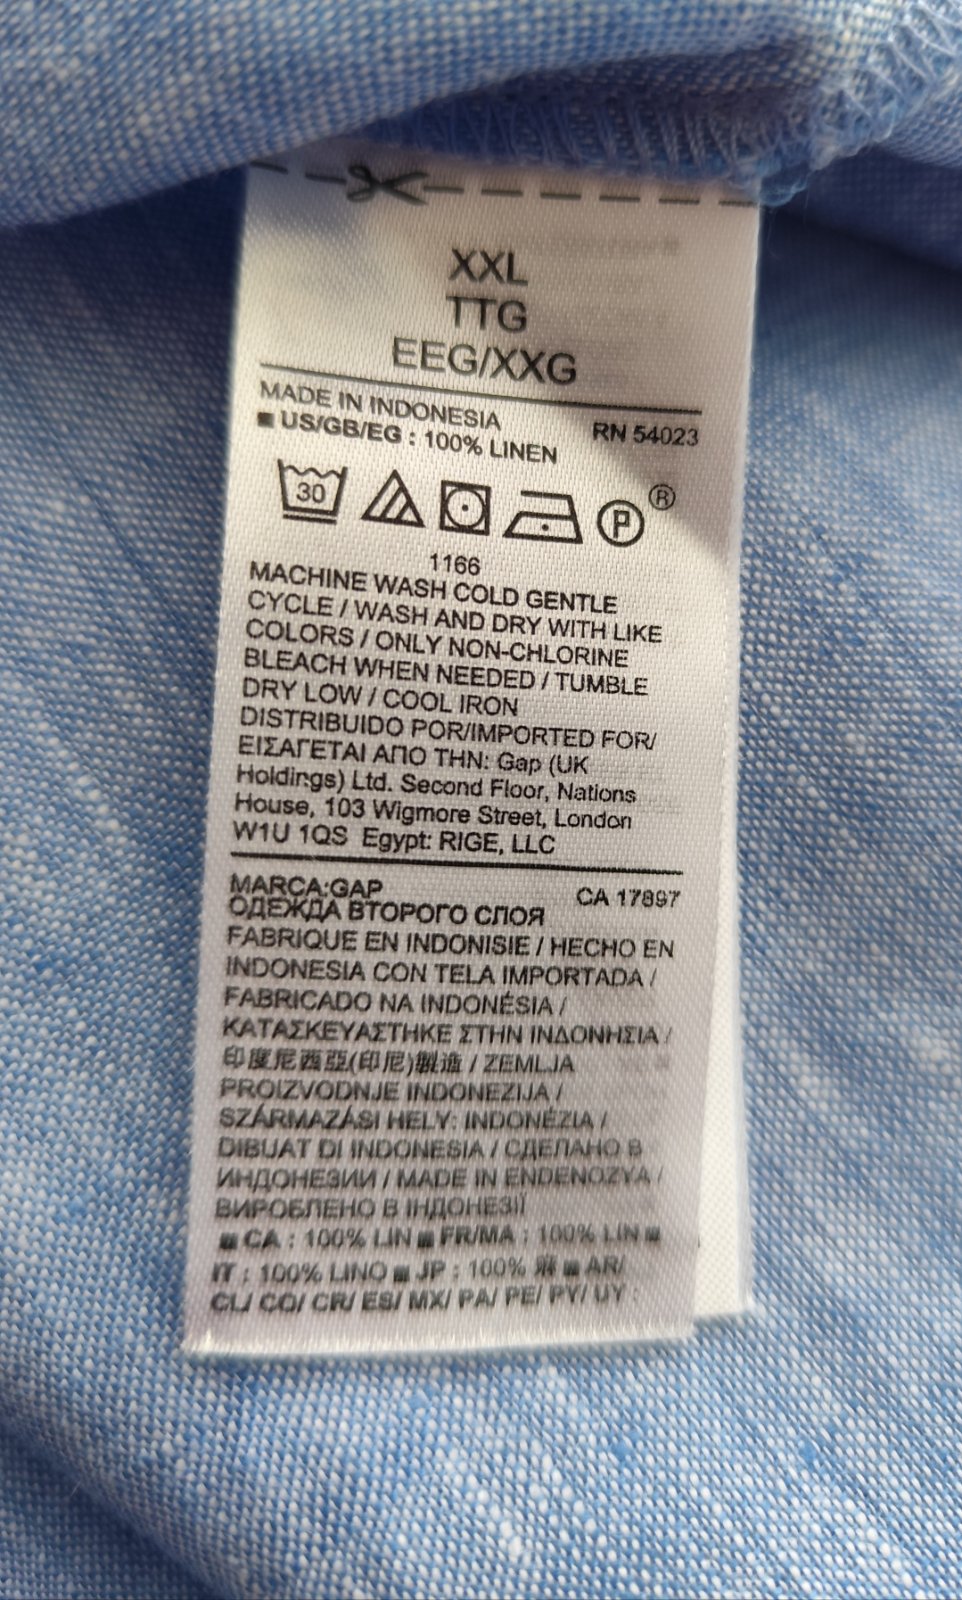 XXL
TTG
EEG/XXG
MADE IN INDONESIA
RN 54023
■ US/GB/EG : 100% LINEN
30
P
®
1166
MACHINE WASH COLD GENTLE
CYCLE / WASH AND DRY WITH LIKE
COLORS / ONLY NON-CHLORINE
BLEACH WHEN NEEDED / TUMBLE
DRY LOW / COOL IRON
DISTRIBUIDO POR/IMPORTED FOR/
ΕΙΣΑΓΕΤΑΙ ΑΠΟ ΤΗΝ: Gap (UK
Holdings) Ltd. Second Floor, Nations
House, 103 Wigmore Street, London
W1U 1QS Egypt: RIGE, LLC
MARCA:GAP
CA 17897
ОДЕЖДА ВТОРОГО СЛОЯ
FABRIQUE EN INDONISIE / HECHO EN
INDONESIA CON TELA IMPORTADA /
FABRICADO NA INDONÉSIA /
ΚΑΤΑΣΚΕΥΑΣΤΗΚΕ ΣΤΗΝ ΙΝΔΟΝΗΣΙΑ /
印度尼西亞(印尼)製造 / ZEMLJA
PROIZVODNJE INDONEZIJA /
SZÁRMAZÁSI HELY: INDONÉZIA /
DIBUAT DI INDONESIA / СДЕЛАНО В
ИНДОНЕЗИИ / MADE IN ENDENOZYA /
ВИРОБЛЕНО В ІНДОНЕЗІЇ
■ CA : 100% LIN ■ FR/MA : 100% LIN ■
IT : 100% LINO ■ JP : 100% 麻 ■ AR/
CL/ CO/ CR/ ES/ MX/ PA/ PE/ PY/ UY :